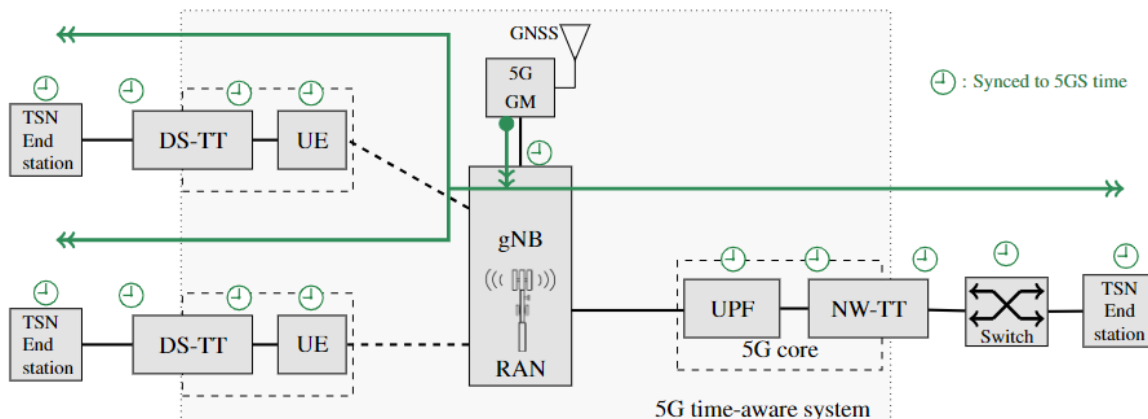 GNSS
5G
GM
: Synced to 5GS time
TSN
End
station
DS-TT
UE
gNB
RAN
TSN
End
station
DS-TT
UE
UPF
NW-TT
5G core
Switch
TSN
End
station
5G time-aware system